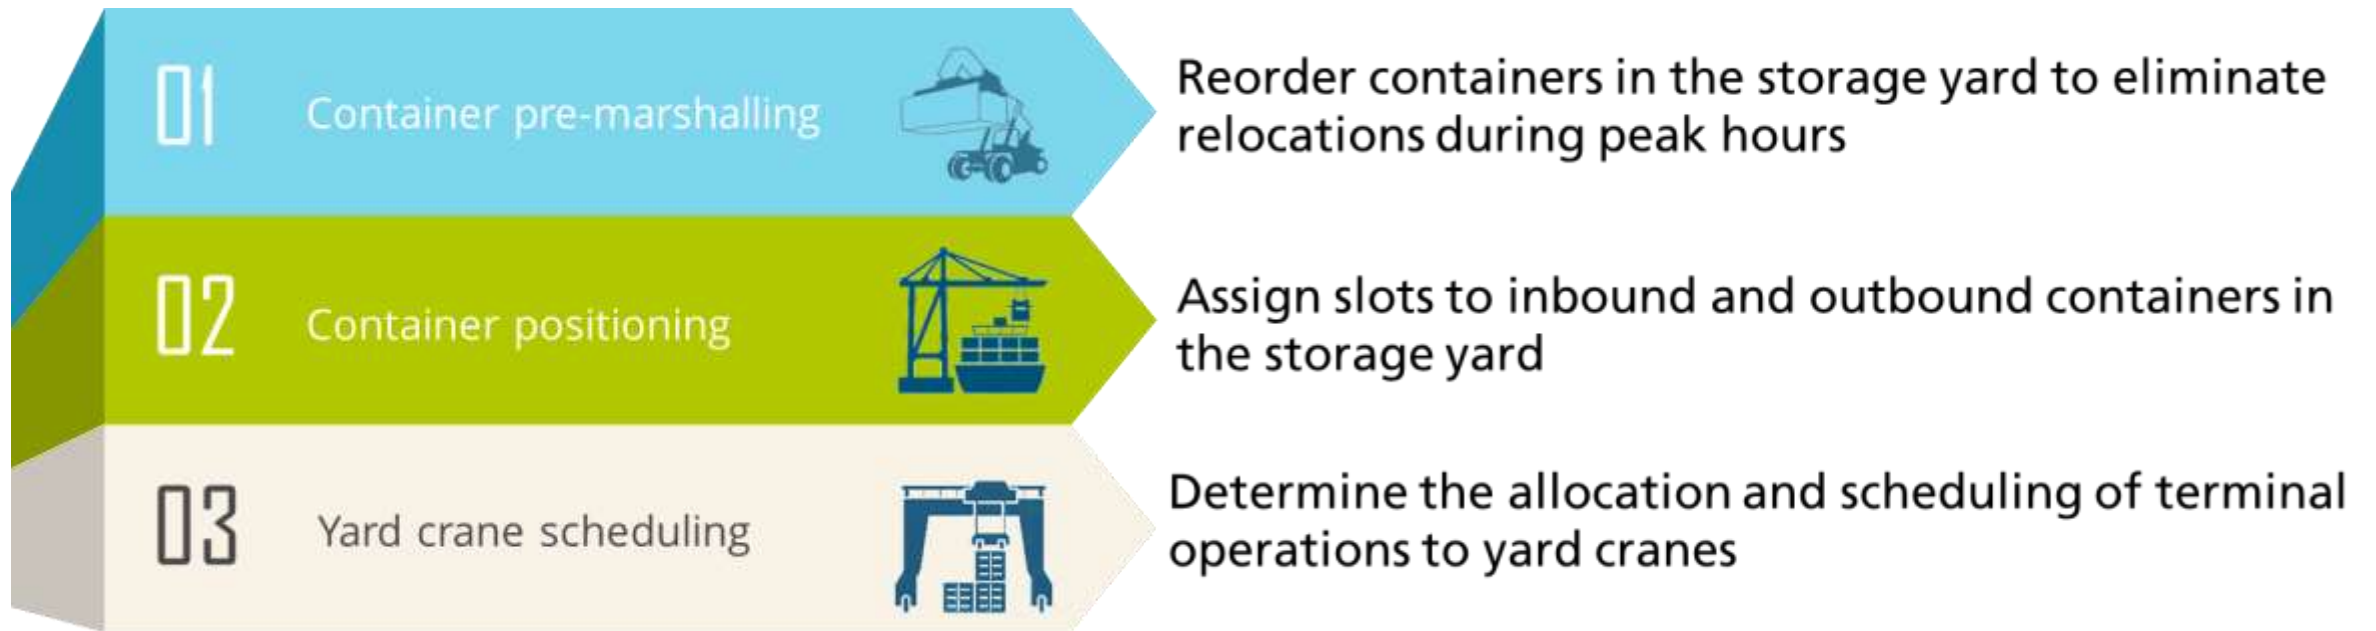 01
Container pre-marshalling
Reorder containers in the storage yard to eliminate
relocations during peak hours
02
Container positioning
Assign slots to inbound and outbound containers in
the storage yard
03
Yard crane scheduling
Determine the allocation and scheduling of terminal
operations to yard cranes